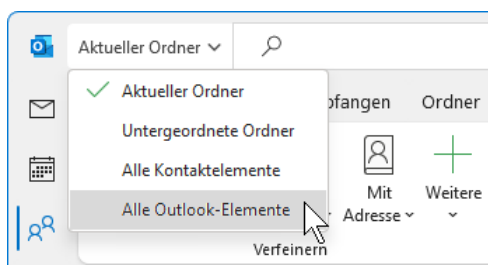 Aktueller Ordner
Aktueller Ordner
Untergeordnete Ordner
Alle Kontaktelemente
Alle Outlook-Elemente
Ordner
Mit
Adresse
Weitere
Verfeinern